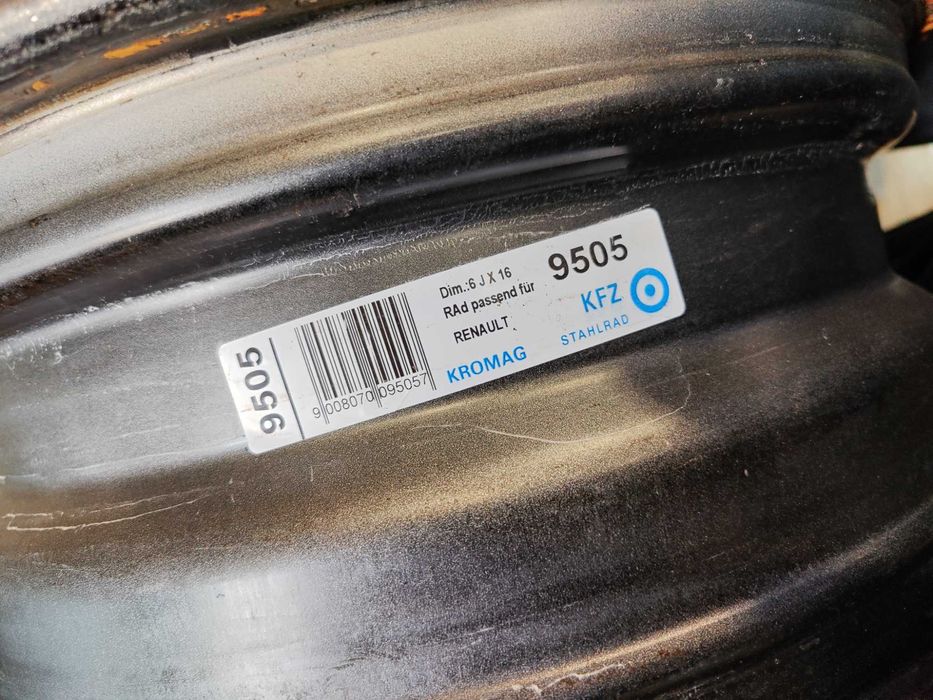 9505
9 008070 095057
Dim.:6 J X 16
RAd passend für
RENAULT
KROMAG
9505
KFZ
STAHLRAD